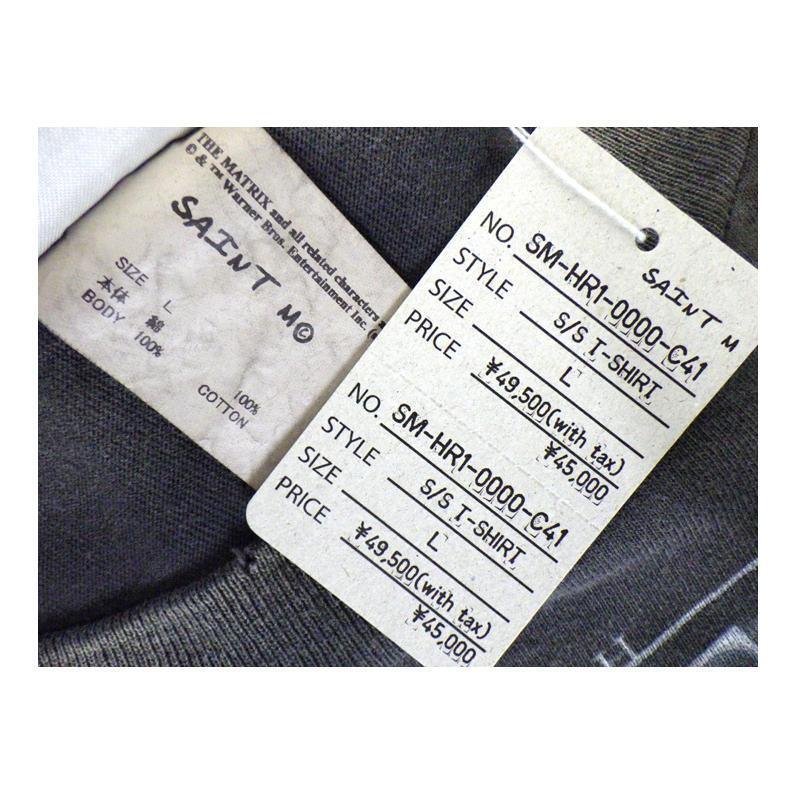 THE MATRIX and all related characters
© & ™ Warner Bros. Entertainment Inc.
SAINT M©
SIZE L
本体 綿 100%
BODY 100% COTTON
SAINT M
NO. SM-HR1-0000-C41
STYLE S/S T-SHIRT
SIZE L
PRICE ¥49,500(with tax)
¥45,000
NO. SM-HR1-0000-C41
STYLE S/S T-SHIRT
SIZE L
PRICE ¥49,500(with tax)
¥45,000